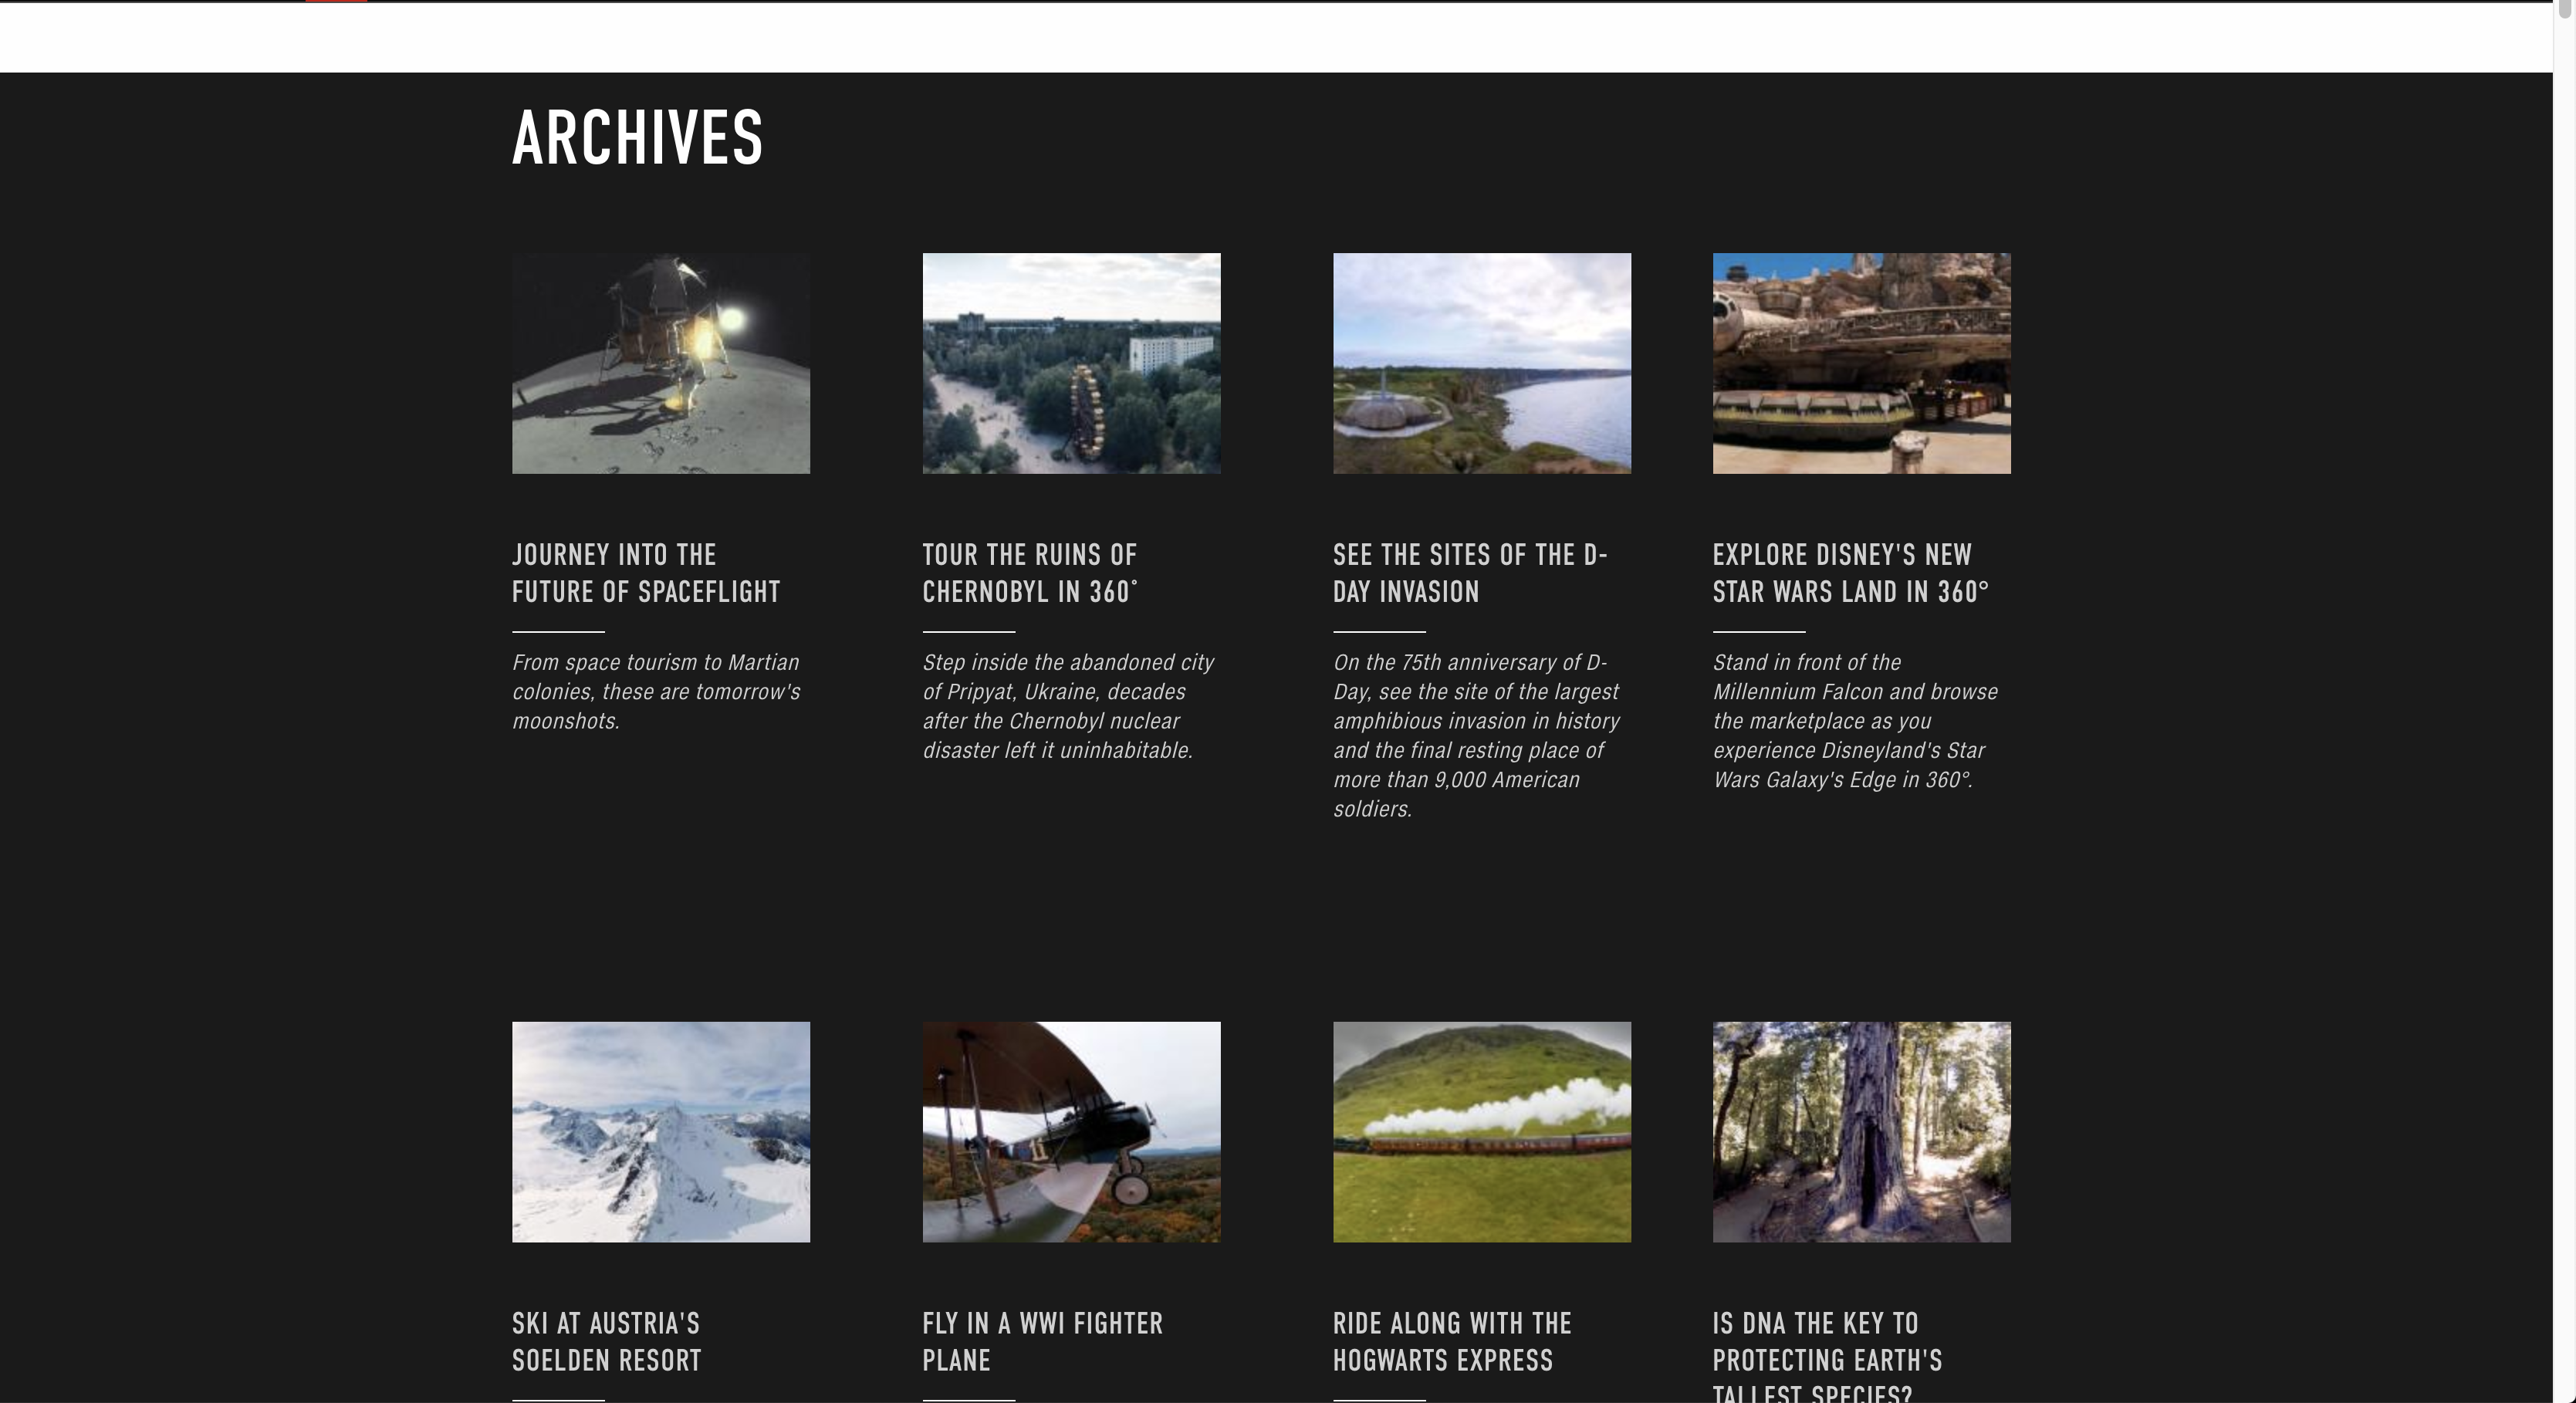 ARCHIVES
JOURNEY INTO THE
FUTURE OF SPACEFLIGHT
From space tourism to Martian
colonies, these are tomorrow's
moonshots.
TOUR THE RUINS OF
CHERNOBYL IN 360˚
Step inside the abandoned city
of Pripyat, Ukraine, decades
after the Chernobyl nuclear
disaster left it uninhabitable.
SEE THE SITES OF THE D-
DAY INVASION
On the 75th anniversary of D-
Day, see the site of the largest
amphibious invasion in history
and the final resting place of
more than 9,000 American
soldiers.
EXPLORE DISNEY'S NEW
STAR WARS LAND IN 360°
Stand in front of the
Millennium Falcon and browse
the marketplace as you
experience Disneyland's Star
Wars Galaxy's Edge in 360°.
SKI AT AUSTRIA'S
SOELDEN RESORT
FLY IN A WWI FIGHTER
PLANE
RIDE ALONG WITH THE
HOGWARTS EXPRESS
IS DNA THE KEY TO
PROTECTING EARTH'S
TALLEST SPECIES?